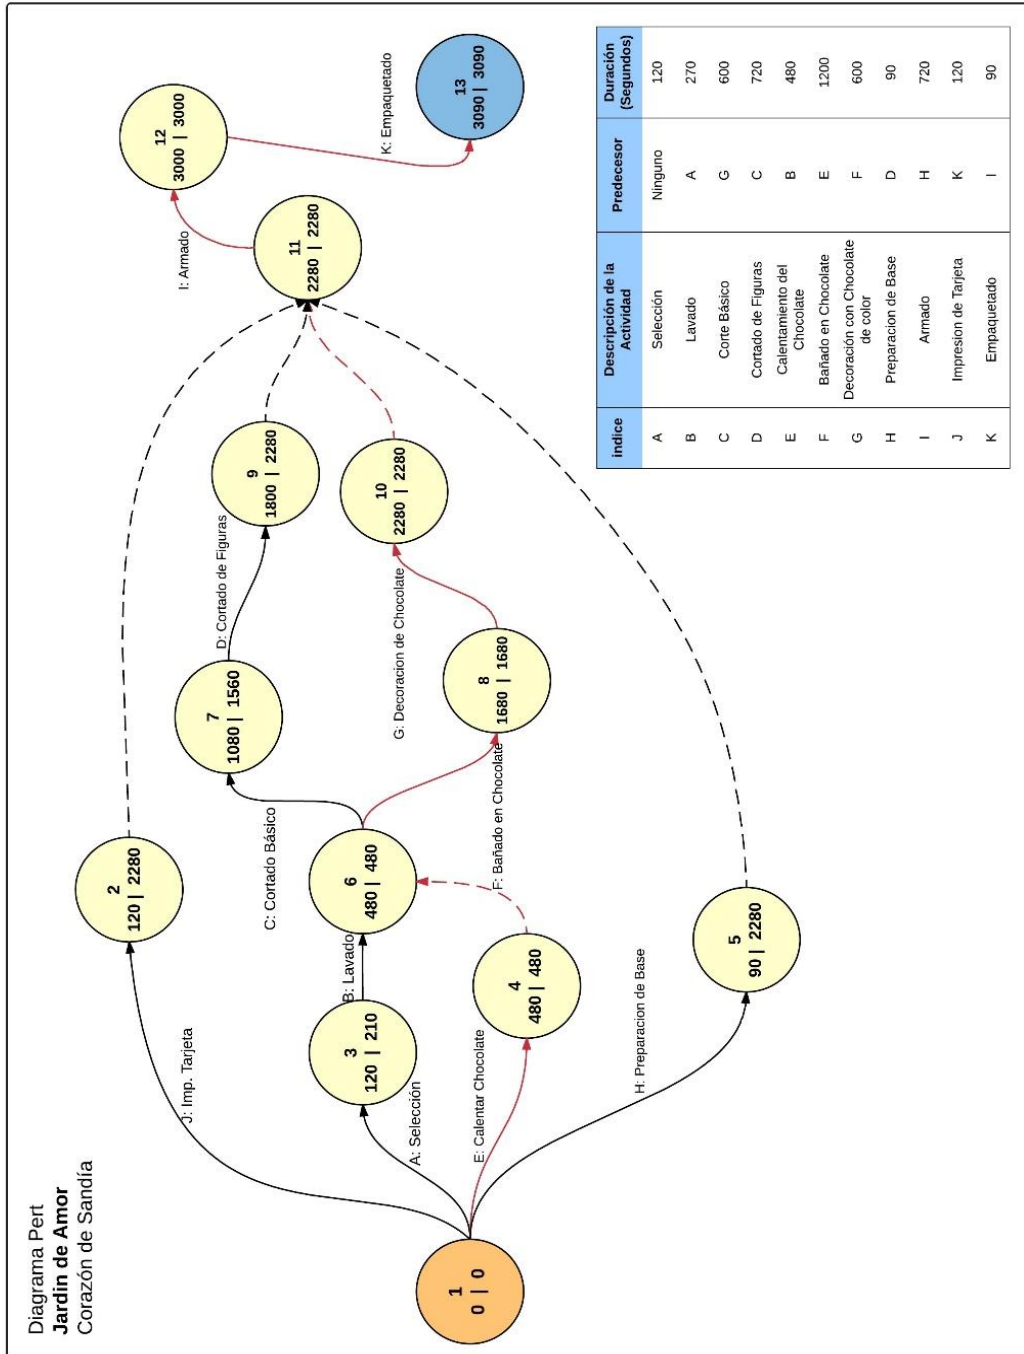 Diagrama Pert
Jardin de Amor
Corazón de Sandía
1
0 | 0
J: Imp. Tarjeta
A: Selección
E: Calentar Chocolate
H: Preparacion de Base
2
120 | 2280
3
120 | 210
4
480 | 480
5
90 | 2280
B: Lavado
6
480 | 480
C: Cortado Básico
F: Bañado en Chocolate
7
1080 | 1560
8
1680 | 1680
D: Cortado de Figuras
G: Decoracion de Chocolate
9
1800 | 2280
10
2280 | 2280
11
2280 | 2280
I: Armado
12
3000 | 3000
K: Empaquetado
13
3090 | 3090
indice Descripción de la Actividad Predecesor Duración (Segundos)
A Selección Ninguno 120
B Lavado A 270
C Corte Básico G 600
D Cortado de Figuras C 720
E Calentamiento del Chocolate B 480
F Bañado en Chocolate E 1200
G Decoración con Chocolate de color F 600
H Preparacion de Base D 90
I Armado H 720
J Impresion de Tarjeta K 120
K Empaquetado I 90